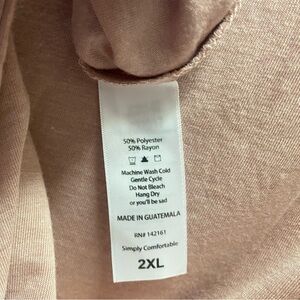 50% Polyester
50% Rayon
Machine Wash Cold
Gentle Cycle
Do Not Bleach
Hang Dry
or you'll be sad
MADE IN GUATEMALA
RN# 142161
Simply Comfortable
2XL